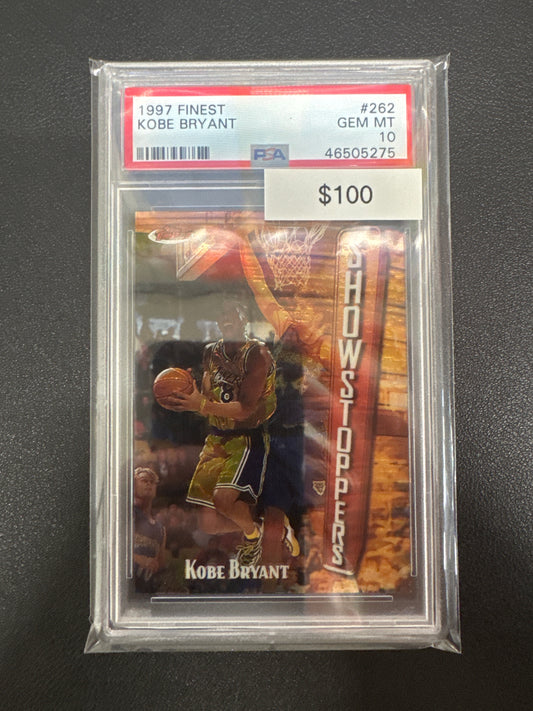 1997 FINEST #262
KOBE BRYANT GEM MT
10
PSA 46505275
$100
SHOWSTOPPERS
KOBE BRYANT